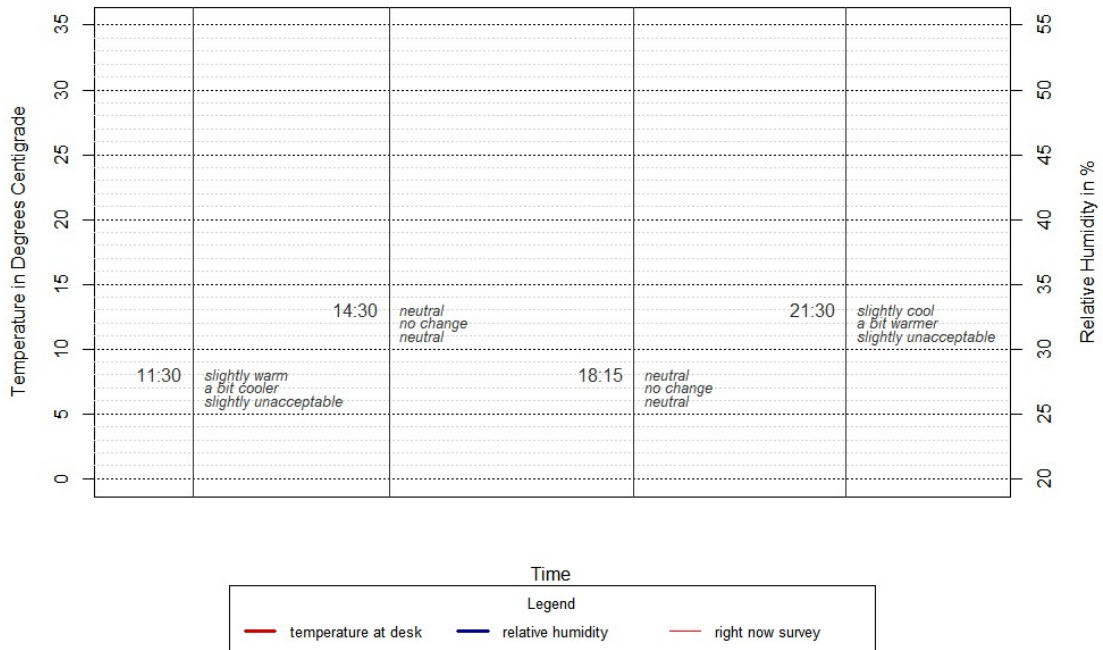 Temperature in Degrees Centigrade
35
30
25
20
15
10
5
0
14:30
neutral
no change
neutral
21:30
slightly cool
a bit warmer
slightly unacceptable
11:30
slightly warm
a bit cooler
slightly unacceptable
18:15
neutral
no change
neutral
55
50
45
40
35
30
25
20
Relative Humidity in %
Time
Legend
temperature at desk
relative humidity
right now survey